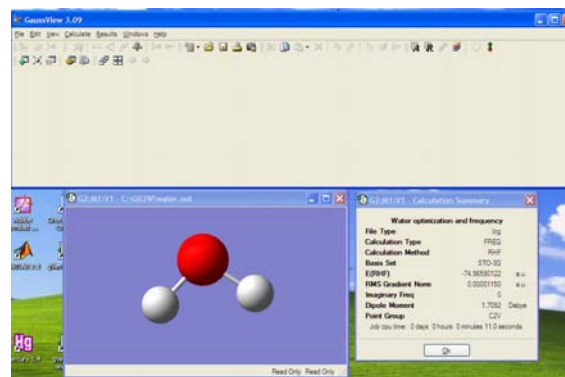 GaussView 3.09
File Edit View Calculate Results Windows Help
G2:M1:V1 - C:\G03W\water.out
G2:M1:V1 - Calculation Summary
Water optimization and frequency
File Type log
Calculation Type FREQ
Calculation Method RHF
Basis Set STO-3G
E(RHF) -74.96590122 a.u.
RMS Gradient Norm 0.00001150 a.u.
Imaginary Freq 0
Dipole Moment 1.7092 Debye
Point Group C2V
Job cpu time: 0 days 0 hours 0 minutes 11.0 seconds.
Ok
Read Only Read Only
Adobe
Hg